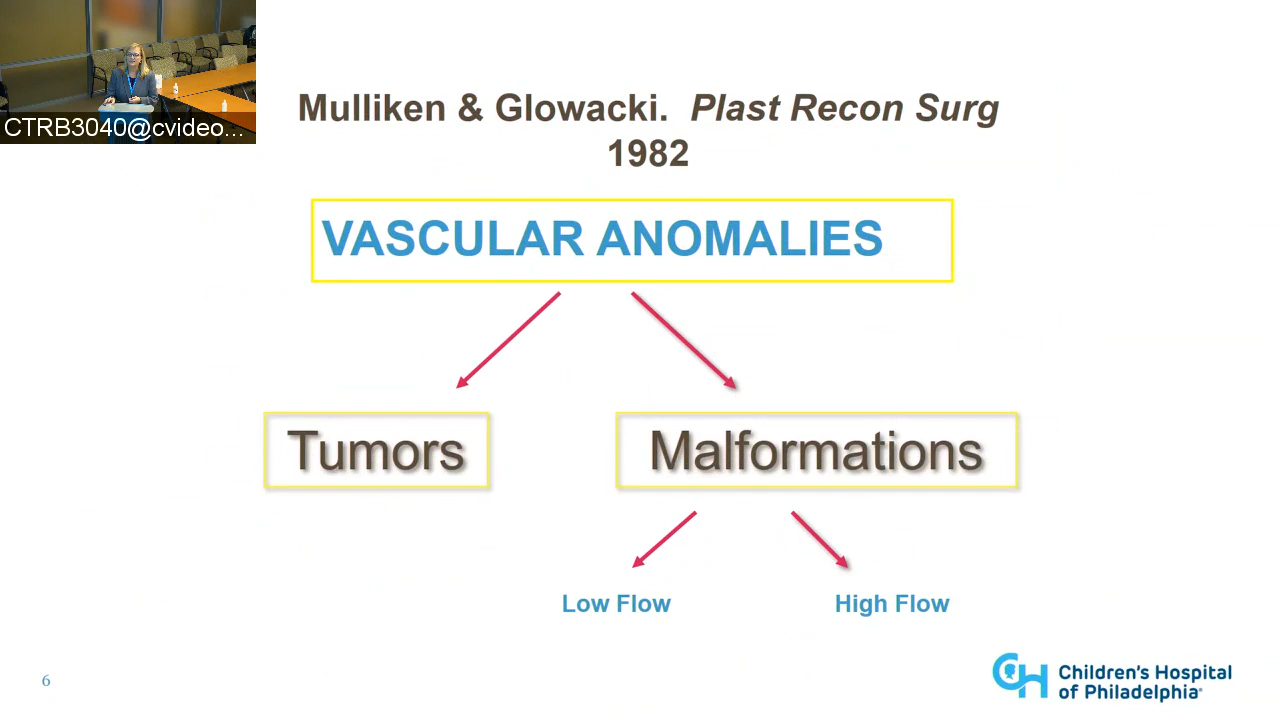 CTRB3040@cvideo...
Mulliken & Glowacki. Plast Recon Surg
1982
VASCULAR ANOMALIES
Tumors
Malformations
Low Flow
High Flow
6
CH
Children's Hospital
of Philadelphia®